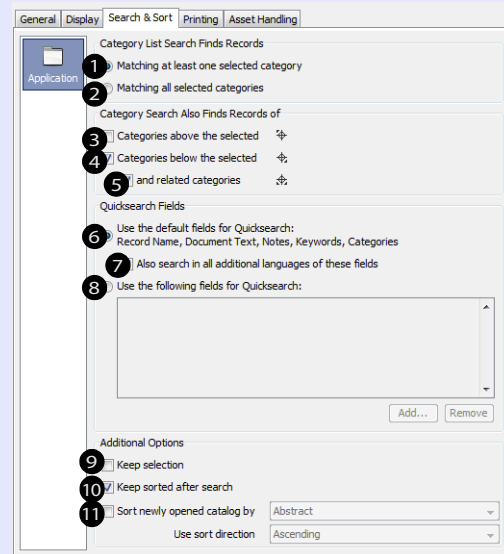 General Display Search & Sort Printing Asset Handling
Application
Category List Search Finds Records
1 Matching at least one selected category
2 Matching all selected categories
Category Search Also Finds Records of
3 Categories above the selected
4 Categories below the selected
5 and related categories
Quicksearch Fields
6 Use the default fields for Quicksearch:
Record Name, Document Text, Notes, Keywords, Categories
7 Also search in all additional languages of these fields
8 Use the following fields for Quicksearch:
Add... Remove
Additional Options
9 Keep selection
10 Keep sorted after search
11 Sort newly opened catalog by Abstract
Use sort direction Ascending